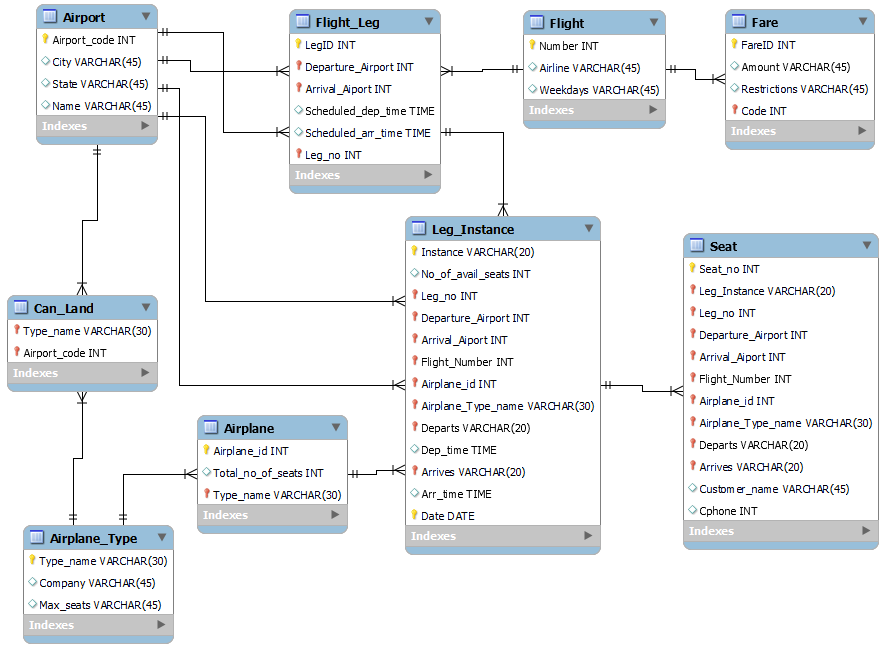 Airport
Airport_code INT
City VARCHAR(45)
State VARCHAR(45)
Name VARCHAR(45)
Indexes
Flight_Leg
LegID INT
Departure_Airport INT
Arrival_Aiport INT
Scheduled_dep_time TIME
Scheduled_arr_time TIME
Leg_no INT
Indexes
Flight
Number INT
Airline VARCHAR(45)
Weekdays VARCHAR(45)
Indexes
Fare
FareID INT
Amount VARCHAR(45)
Restrictions VARCHAR(45)
Code INT
Indexes
Leg_Instance
Instance VARCHAR(20)
No_of_avail_seats INT
Leg_no INT
Departure_Airport INT
Arrival_Aiport INT
Flight_Number INT
Airplane_id INT
Airplane_Type_name VARCHAR(30)
Departs VARCHAR(20)
Dep_time TIME
Arrives VARCHAR(20)
Arr_time TIME
Date DATE
Indexes
Seat
Seat_no INT
Leg_Instance VARCHAR(20)
Leg_no INT
Departure_Airport INT
Arrival_Aiport INT
Flight_Number INT
Airplane_id INT
Airplane_Type_name VARCHAR(30)
Departs VARCHAR(20)
Arrives VARCHAR(20)
Customer_name VARCHAR(45)
Cphone INT
Indexes
Can_Land
Type_name VARCHAR(30)
Airport_code INT
Indexes
Airplane
Airplane_id INT
Total_no_of_seats INT
Type_name VARCHAR(30)
Indexes
Airplane_Type
Type_name VARCHAR(30)
Company VARCHAR(45)
Max_seats VARCHAR(45)
Indexes